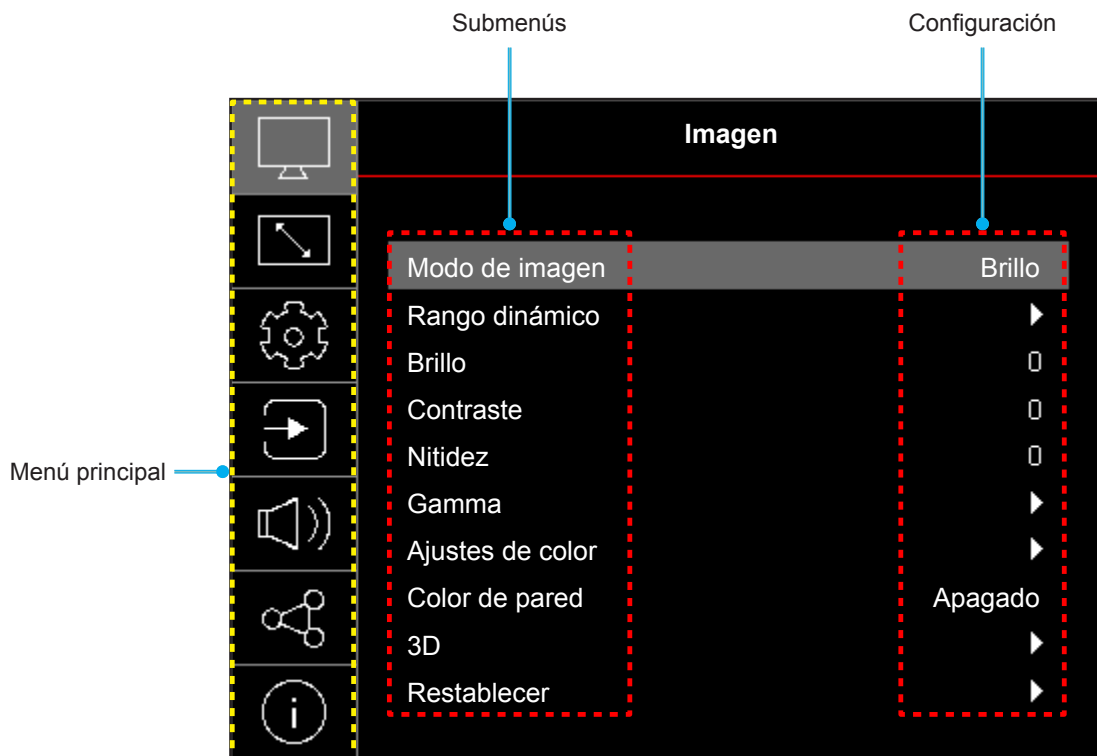 Submenús Configuración
Imagen
Modo de imagen Brillo
Rango dinámico
Brillo 0
Contraste 0
Menú principal
Nitidez 0
Gamma
Ajustes de color
Color de pared Apagado
3D
Restablecer
i